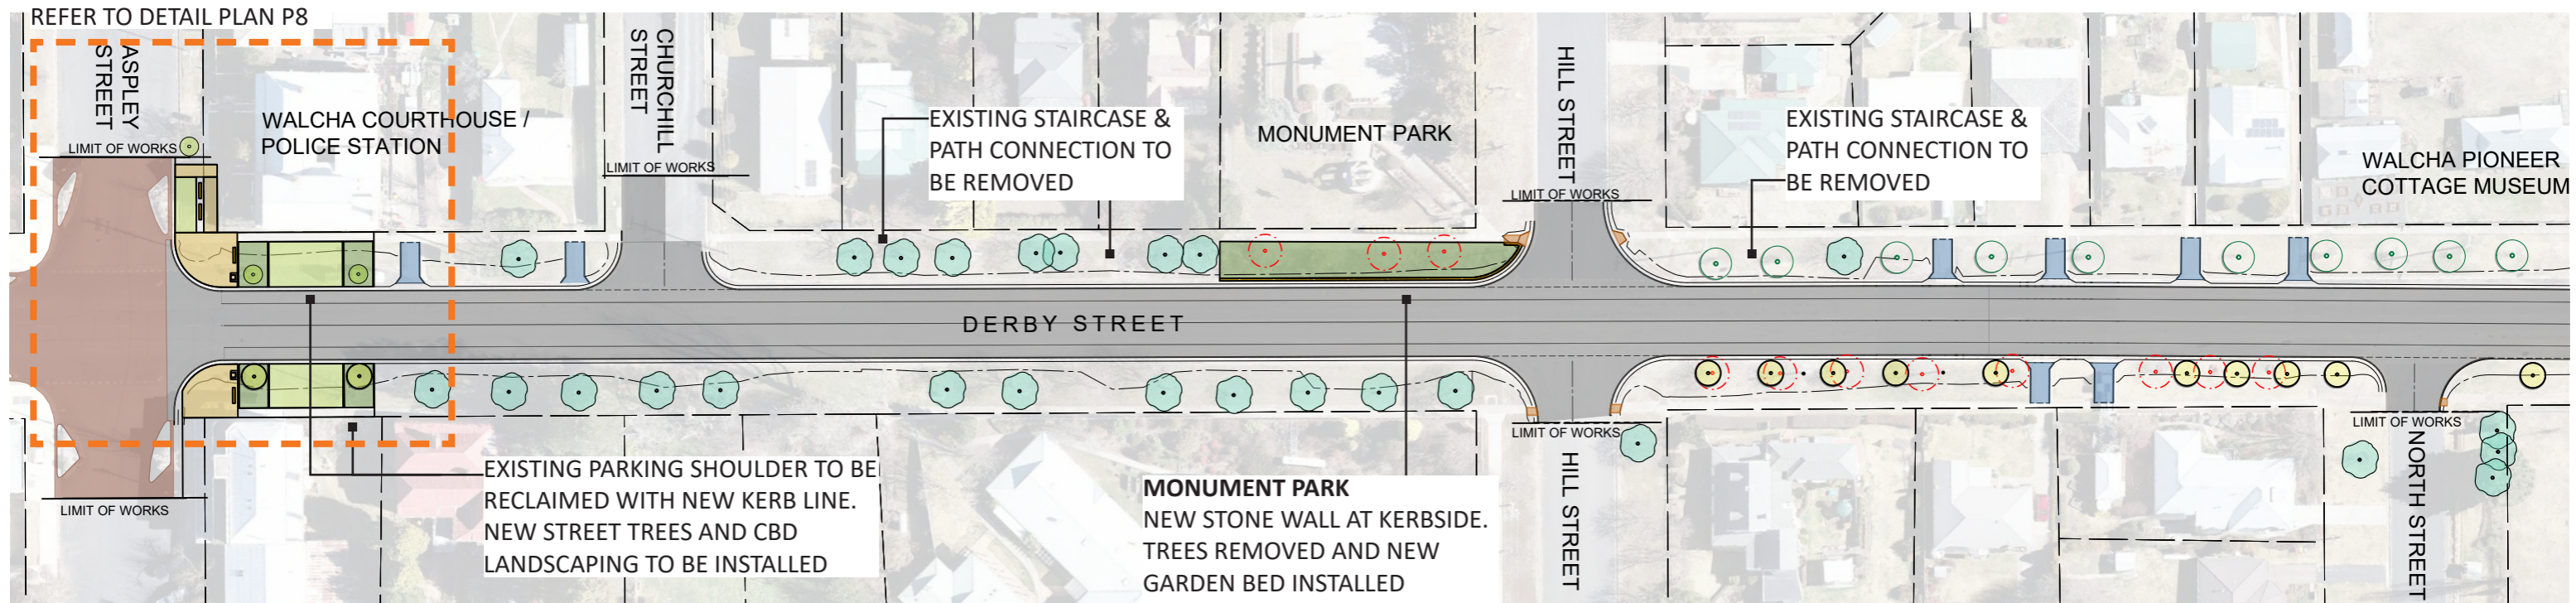 REFER TO DETAIL PLAN P8
ASPLEY
STREET
LIMIT OF WORKS
WALCHA COURTHOUSE /
POLICE STATION
CHURCHHILL
STREET
LIMIT OF WORKS
EXISTING STAIRCASE &
PATH CONNECTION TO
BE REMOVED
MONUMENT PARK
HILL STREET
LIMIT OF WORKS
EXISTING STAIRCASE &
PATH CONNECTION TO
BE REMOVED
WALCHA PIONEER
COTTAGE MUSEUM
DERBY STREET
LIMIT OF WORKS
EXISTING PARKING SHOULDER TO BE
RECLAIMED WITH NEW KERB LINE.
NEW STREET TREES AND CBD
LANDSCAPING TO BE INSTALLED
MONUMENT PARK
NEW STONE WALL AT KERBSIDE.
TREES REMOVED AND NEW
GARDEN BED INSTALLED
LIMIT OF WORKS
HILL STREET
LIMIT OF WORKS
NORTH STREET